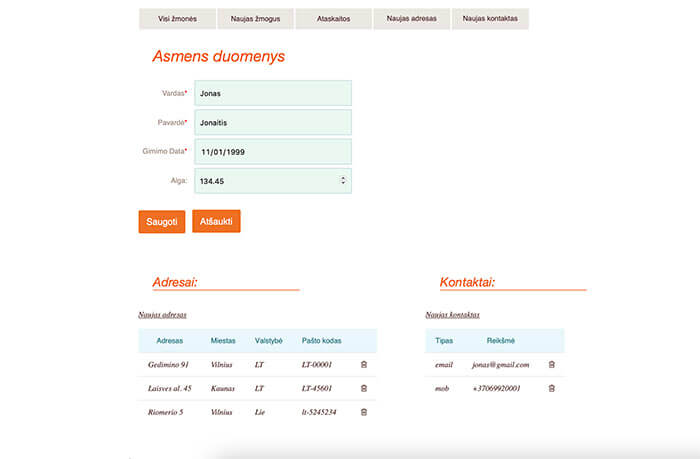 Visi žmonės Naujas žmogus Ataskaitos Naujas adresas Naujas kontaktas
Asmens duomenys
Vardas* Jonas
Pavardė* Jonaitis
Gimimo Data* 11/01/1999
Alga: 134.45
Saugoti Atšaukti
Adresai:
Naujas adresas
Adresas Miestas Valstybė Pašto kodas
Gedimino 91 Vilnius LT LT-00001
Laisves al. 45 Kaunas LT LT-45601
Riomerio 5 Vilnius Lie lt-5245234
Kontaktai:
Naujas kontaktas
Tipas Reikšmė
email jonas@gmail.com
mob +37069920001